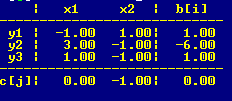 ¦ x1 x2 ¦ b[i]
y1¦ -1.00 1.00¦ 1.00
y2¦ 3.00 -1.00¦ -6.00
y3¦ 1.00 1.00¦ 1.00
c[j]¦ 0.00 -1.00¦ 0.00